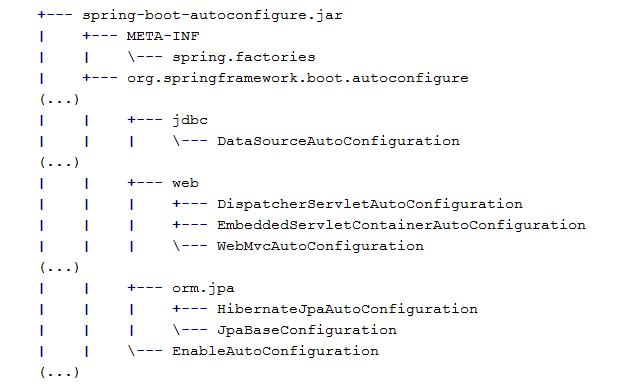 +--- spring-boot-autoconfigure.jar
|    +--- META-INF
|    |    \--- spring.factories
|    +--- org.springframework.boot.autoconfigure
(...)
|    |    +--- jdbc
|    |    |    \--- DataSourceAutoConfiguration
(...)
|    |    +--- web
|    |    |    +--- DispatcherServletAutoConfiguration
|    |    |    +--- EmbeddedServletContainerAutoConfiguration
|    |    |    \--- WebMvcAutoConfiguration
(...)
|    |    +--- orm.jpa
|    |    |    +--- HibernateJpaAutoConfiguration
|    |    |    \--- JpaBaseConfiguration
|    |    \--- EnableAutoConfiguration
(...)